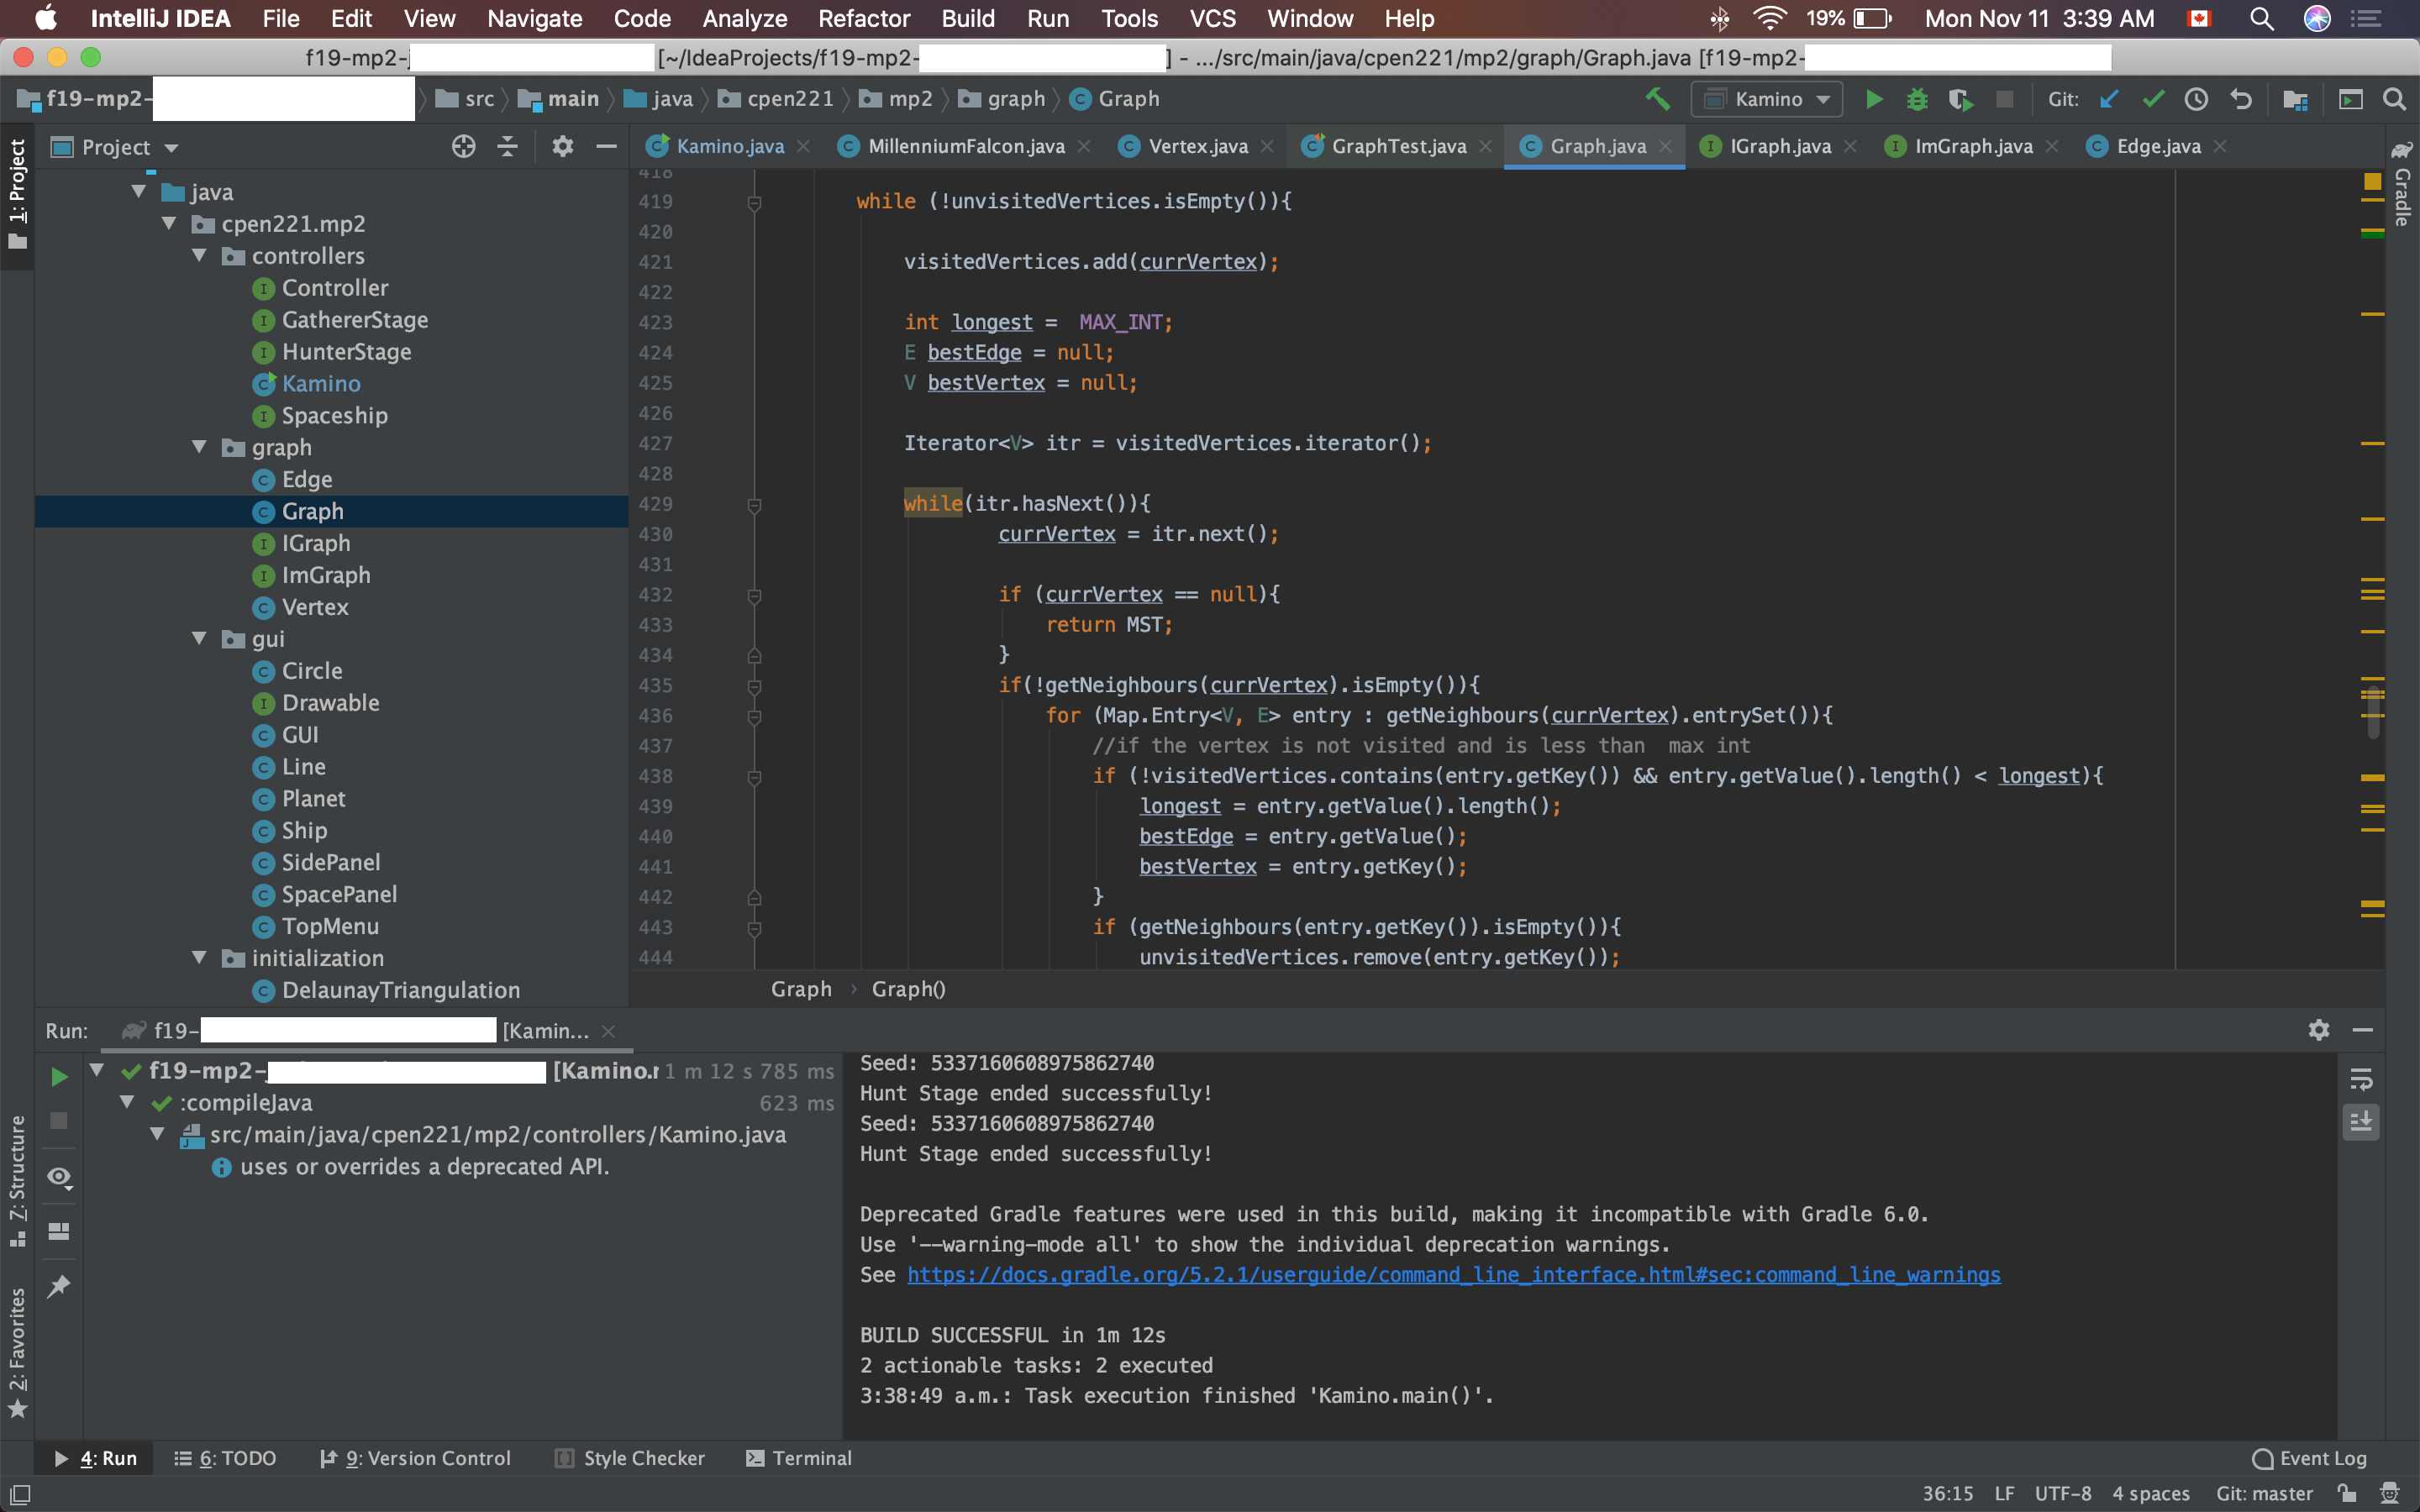 IntelliJ IDEA File Edit View Navigate Code Analyze Refactor Build Run Tools VCS Window Help 19% Mon Nov 11 3:39 AM
f19-mp2- [~/IdeaProjects/f19-mp2- ] - .../src/main/java/cpen221/mp2/graph/Graph.java [f19-mp2-
f19-mp2- src main java cpen221 mp2 graph Graph Kamino Git:
1: Project
Project
Kamino.java MillenniumFalcon.java Vertex.java GraphTest.java Graph.java IGraph.java ImGraph.java Edge.java
Gradle
java
cpen221.mp2
controllers
Controller
GathererStage
HunterStage
Kamino
Spaceship
graph
Edge
Graph
IGraph
ImGraph
Vertex
gui
Circle
Drawable
GUI
Line
Planet
Ship
SidePanel
SpacePanel
TopMenu
initialization
DelaunayTriangulation
418
419 while (!unvisitedVertices.isEmpty()){
420
421 visitedVertices.add(currVertex);
422
423 int longest =  MAX_INT;
424 E bestEdge = null;
425 V bestVertex = null;
426
427 Iterator<V> itr = visitedVertices.iterator();
428
429 while(itr.hasNext()){
430 currVertex = itr.next();
431
432 if (currVertex == null){
433 return MST;
434 }
435 if(!getNeighbours(currVertex).isEmpty()){
436 for (Map.Entry<V, E> entry : getNeighbours(currVertex).entrySet()){
437 //if the vertex is not visited and is less than  max int
438 if (!visitedVertices.contains(entry.getKey()) && entry.getValue().length() < longest){
439 longest = entry.getValue().length();
440 bestEdge = entry.getValue();
441 bestVertex = entry.getKey();
442 }
443 if (getNeighbours(entry.getKey()).isEmpty()){
444 unvisitedVertices.remove(entry.getKey());
Graph › Graph()
Run: f19- [Kamin...
f19-mp2- [Kamino.r 1 m 12 s 785 ms
:compileJava 623 ms
src/main/java/cpen221/mp2/controllers/Kamino.java
uses or overrides a deprecated API.
Seed: 5337160608975862740
Hunt Stage ended successfully!
Seed: 5337160608975862740
Hunt Stage ended successfully!
Deprecated Gradle features were used in this build, making it incompatible with Gradle 6.0.
Use '--warning-mode all' to show the individual deprecation warnings.
See https://docs.gradle.org/5.2.1/userguide/command_line_interface.html#sec:command_line_warnings
BUILD SUCCESSFUL in 1m 12s
2 actionable tasks: 2 executed
3:38:49 a.m.: Task execution finished 'Kamino.main()'.
Z: Structure
2: Favorites
4: Run 6: TODO 9: Version Control Style Checker Terminal Event Log
36:15 LF UTF-8 4 spaces Git: master